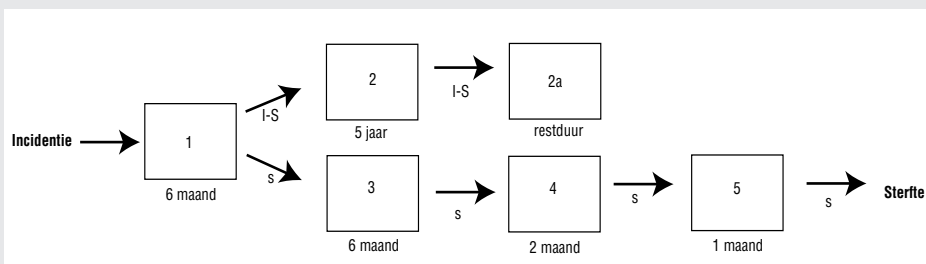 Incidentie
1
6 maand
I-S
s
2
5 jaar
I-S
2a
restduur
3
6 maand
s
4
2 maand
s
5
1 maand
s
Sterfte